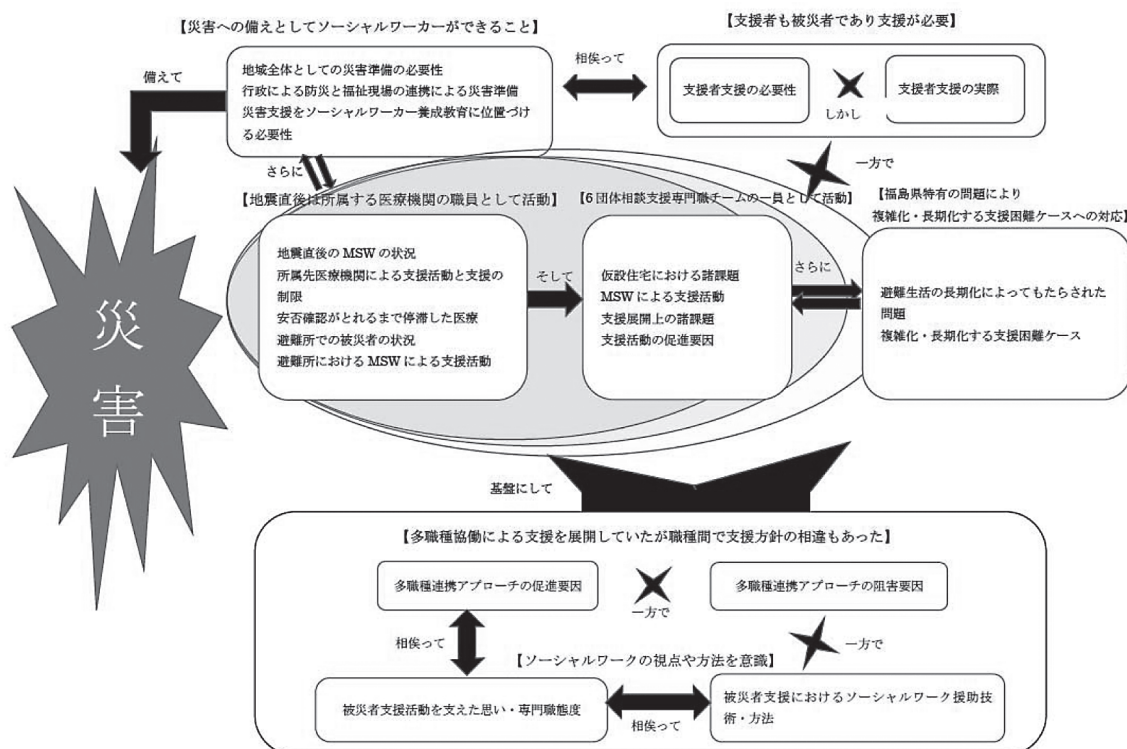 【災害への備えとしてソーシャルワーカーができること】
地域全体としての災害準備の必要性
行政による防災と福祉現場の連携による災害準備
災害支援をソーシャルワーカー養成教育に位置づけ
る必要性
備えて
相俟って
【支援者も被災者であり支援が必要】
支援者支援の必要性
しかし
支援者支援の実際
さらに
一方で
災害
【地震直後は所属する医療機関の職員として活動】
地震直後の MSW の状況
所属先医療機関による支援活動と支援の
制限
安否確認がとれるまで停滞した医療
避難所での被災者の状況
避難所における MSW による支援活動
そして
【6 団体相談支援専門職チームの一員として活動】
仮設住宅における諸課題
MSW による支援活動
支援展開上の諸課題
支援活動の促進要因
さらに
【福島県特有の問題により
複雑化・長期化する支援困難ケースへの対応】
避難生活の長期化によってもたらされた
問題
複雑化・長期化する支援困難ケース
基盤にして
【多職種協働による支援を展開していたが職種間で支援方針の相違もあった】
多職種連携アプローチの促進要因
一方で
多職種連携アプローチの阻害要因
相俟って
一方で
【ソーシャルワークの視点や方法を意識】
被災者支援活動を支えた思い・専門職態度
相俟って
被災者支援におけるソーシャルワーク援助技
術・方法